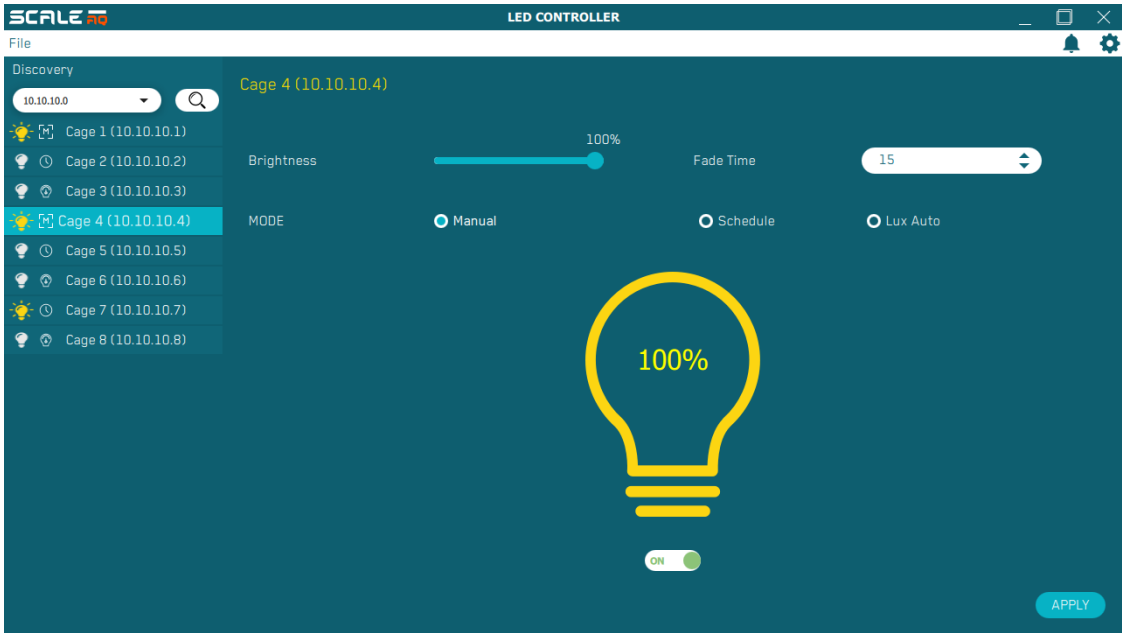 SCALE AQ
LED CONTROLLER
File
Discovery
10.10.10.0
[M] Cage 1 (10.10.10.1)
Cage 2 (10.10.10.2)
Cage 3 (10.10.10.3)
[M] Cage 4 (10.10.10.4)
Cage 5 (10.10.10.5)
Cage 6 (10.10.10.6)
Cage 7 (10.10.10.7)
Cage 8 (10.10.10.8)
Cage 4 (10.10.10.4)
100%
Brightness
Fade Time 15
MODE Manual Schedule Lux Auto
100%
ON
APPLY